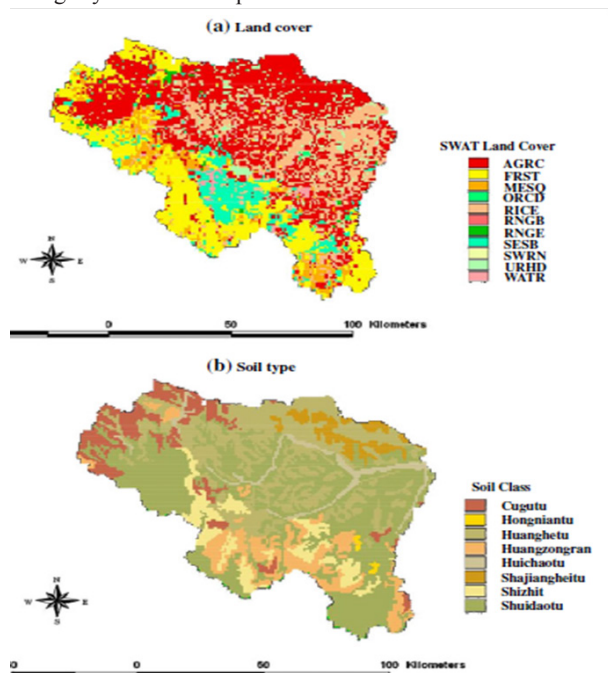 (a) Land cover
SWAT Land Cover
AGRC
FRST
MESQ
ORCD
RICE
RNGB
RNGE
SESB
SWRN
URHD
WATR
N
W E
S
0 50 100 Kilometers
(b) Soil type
Soil Class
Cugutu
Hongniantu
Huanghetu
Huangzongran
Huichaotu
Shajiangheitu
Shizhit
Shuidaotu
N
W E
S
0 0 50 100 Kilometers